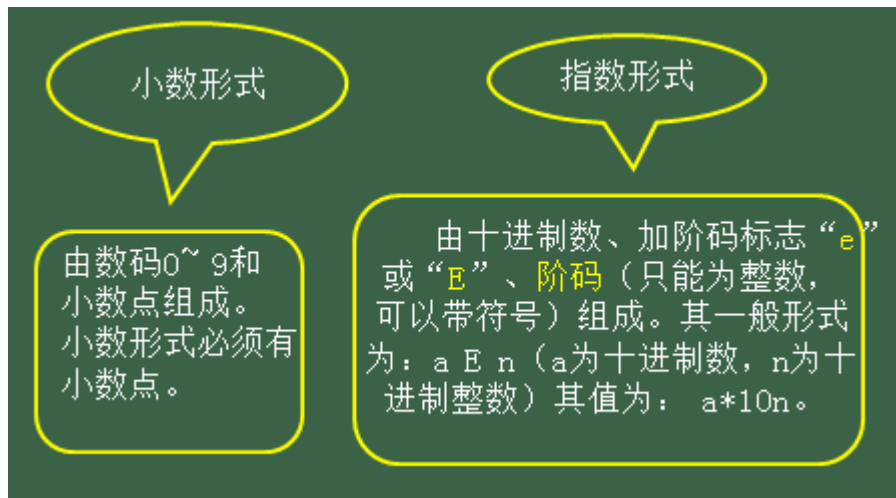 小数形式
指数形式
由数码0~ 9和
小数点组成。
小数形式必须有
小数点。
由十进制数、加阶码标志“e”
或“E”、阶码（只能为整数，
可以带符号）组成。其一般形式
为：a E n（a为十进制数，n为十
进制整数）其值为： a*10n。